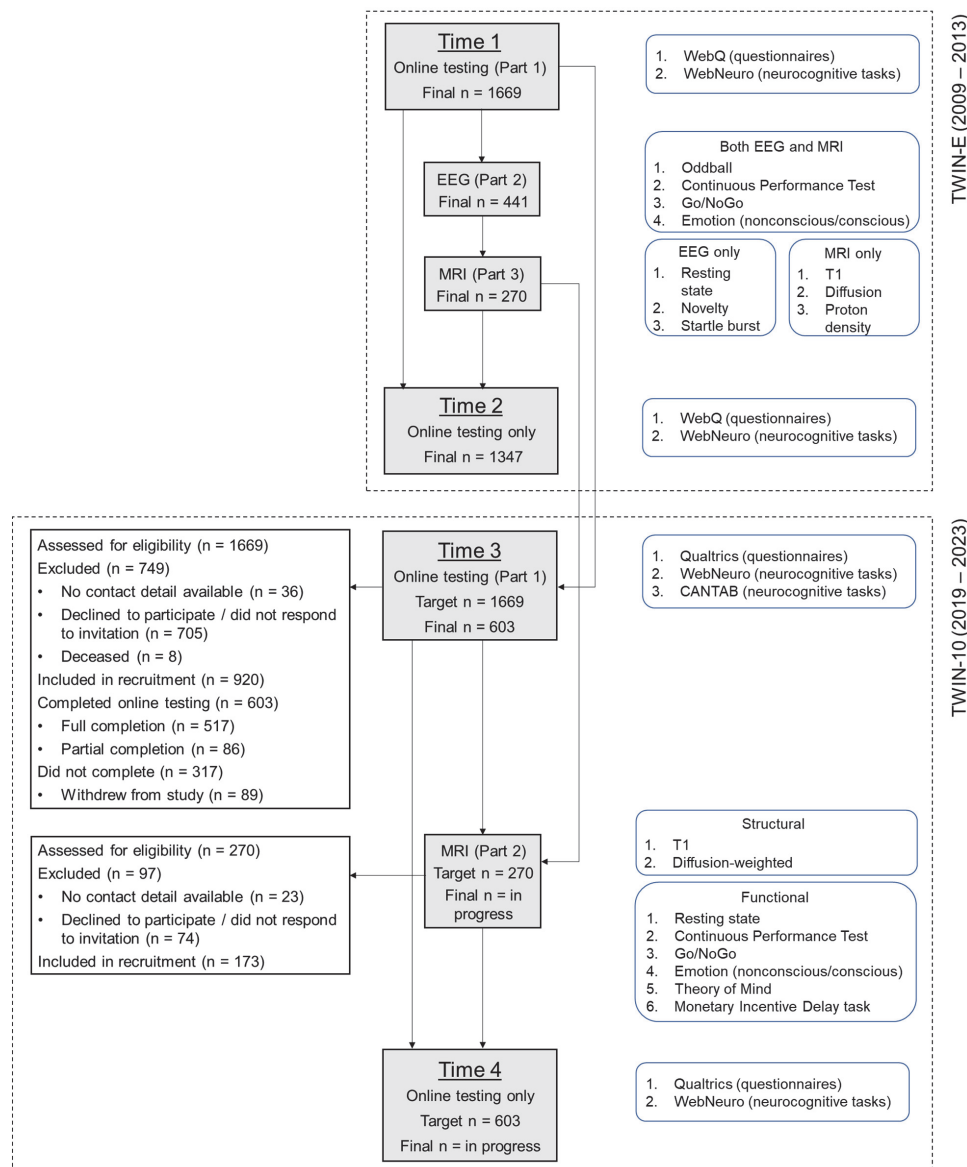 Time 1
Online testing (Part 1)
Final n = 1669
1. WebQ (questionnaires)
2. WebNeuro (neurocognitive tasks)
TWIN-E (2009 – 2013)
EEG (Part 2)
Final n = 441
Both EEG and MRI
1. Oddball
2. Continuous Performance Test
3. Go/NoGo
4. Emotion (nonconscious/conscious)
MRI (Part 3)
Final n = 270
EEG only
1. Resting
state
2. Novelty
3. Startle burst
MRI only
1. T1
2. Diffusion
3. Proton
density
Time 2
Online testing only
Final n = 1347
1. WebQ (questionnaires)
2. WebNeuro (neurocognitive tasks)
Assessed for eligibility (n = 1669)
Excluded (n = 749)
• No contact detail available (n = 36)
• Declined to participate / did not respond
to invitation (n = 705)
• Deceased (n = 8)
Included in recruitment (n = 920)
Completed online testing (n = 603)
• Full completion (n = 517)
• Partial completion (n = 86)
Did not complete (n = 317)
• Withdrew from study (n = 89)
Time 3
Online testing (Part 1)
Target n = 1669
Final n = 603
1. Qualtrics (questionnaires)
2. WebNeuro (neurocognitive tasks)
3. CANTAB (neurocognitive tasks)
TWIN-10 (2019 – 2023)
Assessed for eligibility (n = 270)
Excluded (n = 97)
• No contact detail available (n = 23)
• Declined to participate / did not respond
to invitation (n = 74)
Included in recruitment (n = 173)
MRI (Part 2)
Target n = 270
Final n = in
progress
Structural
1. T1
2. Diffusion-weighted
Functional
1. Resting state
2. Continuous Performance Test
3. Go/NoGo
4. Emotion (nonconscious/conscious)
5. Theory of Mind
6. Monetary Incentive Delay task
Time 4
Online testing only
Target n = 603
Final n = in progress
1. Qualtrics (questionnaires)
2. WebNeuro (neurocognitive tasks)